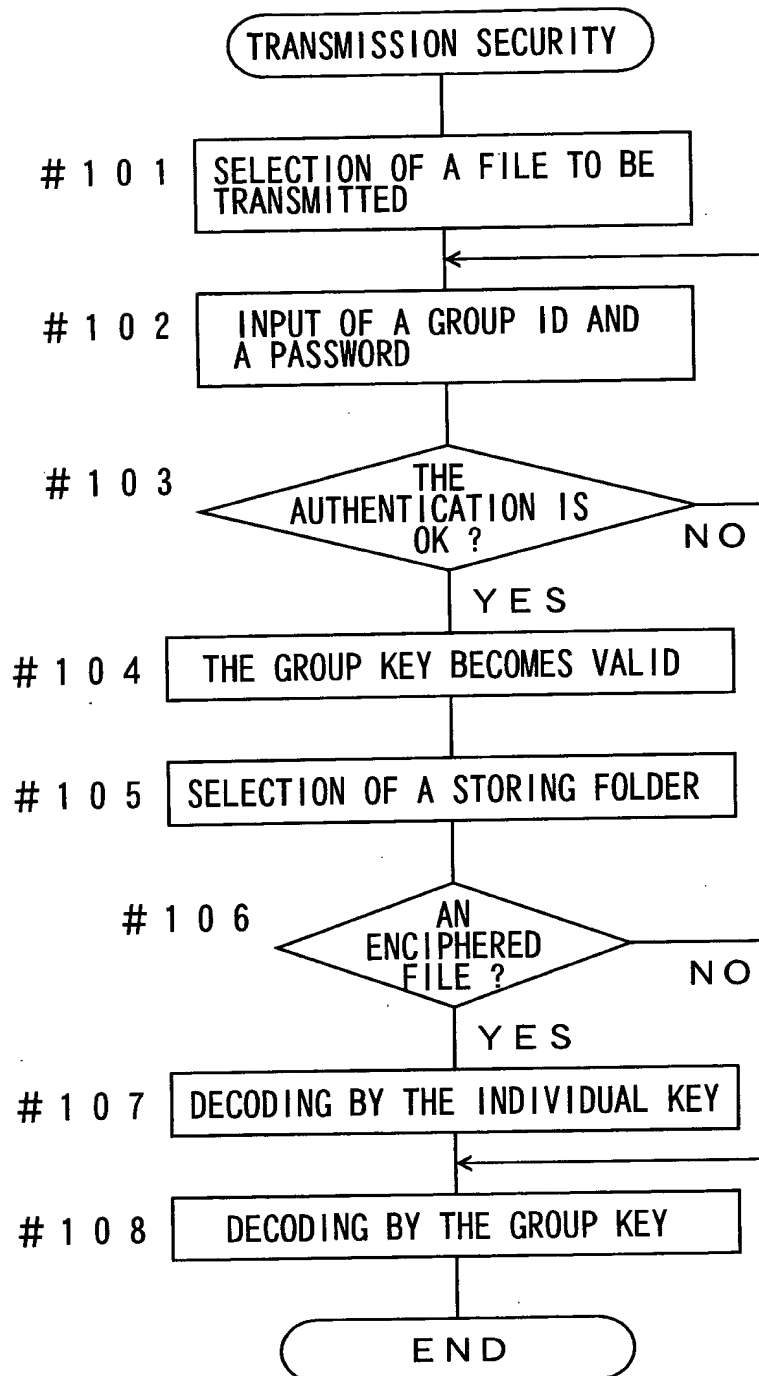 TRANSMISSION SECURITY
#101
SELECTION OF A FILE TO BE
TRANSMITTED
#102
INPUT OF A GROUP ID AND
A PASSWORD
#103
THE
AUTHENTICATION IS
OK ?
NO
YES
#104
THE GROUP KEY BECOMES VALID
#105
SELECTION OF A STORING FOLDER
#106
AN
ENCIPHERED
FILE ?
NO
YES
#107
DECODING BY THE INDIVIDUAL KEY
#108
DECODING BY THE GROUP KEY
END